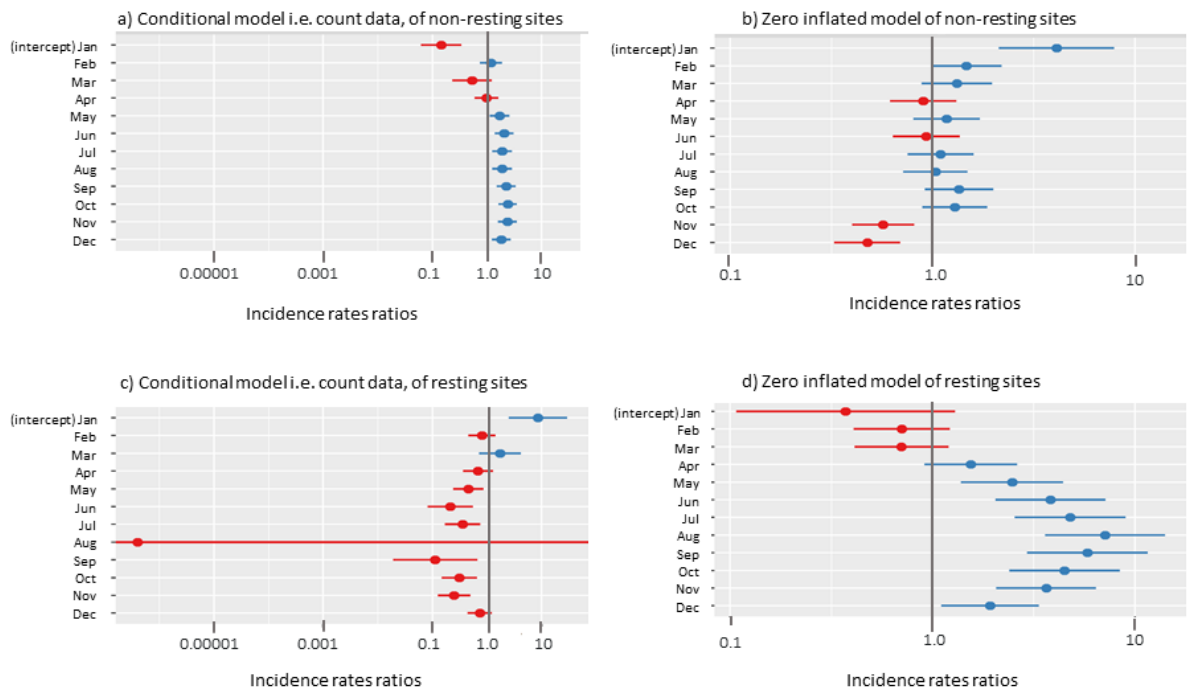 a) Conditional model i.e. count data, of non-resting sites
(intercept) Jan
Feb
Mar
Apr
May
Jun
Jul
Aug
Sep
Oct
Nov
Dec
0.00001 0.001 0.1 1.0 10
Incidence rates ratios
b) Zero inflated model of non-resting sites
(intercept) Jan
Feb
Mar
Apr
May
Jun
Jul
Aug
Sep
Oct
Nov
Dec
0.1 1.0 10
Incidence rates ratios
c) Conditional model i.e. count data, of resting sites
(intercept) Jan
Feb
Mar
Apr
May
Jun
Jul
Aug
Sep
Oct
Nov
Dec
0.00001 0.001 0.1 1.0 10
Incidence rates ratios
d) Zero inflated model of resting sites
(intercept) Jan
Feb
Mar
Apr
May
Jun
Jul
Aug
Sep
Oct
Nov
Dec
0.1 1.0 10
Incidence rates ratios